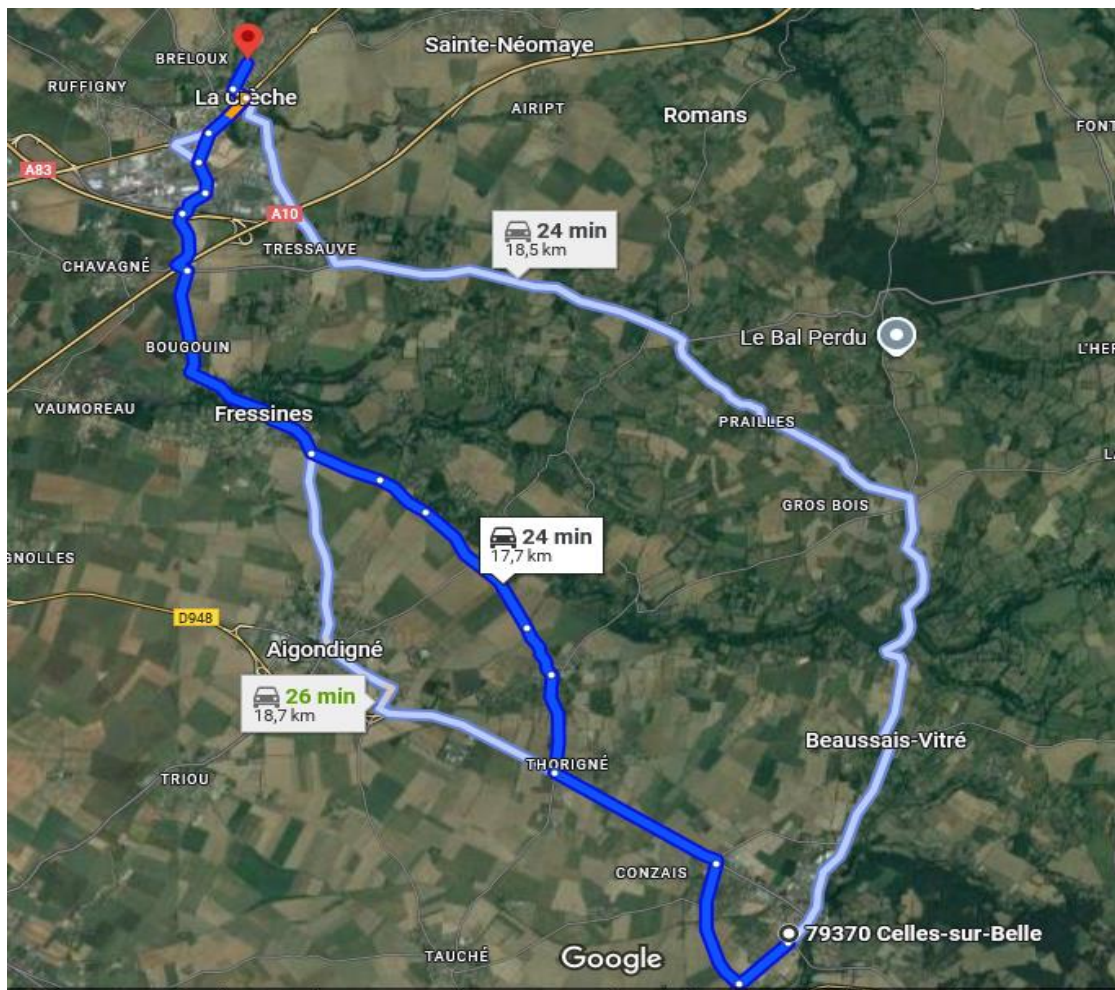 Sainte-Néomaye
BRELOUX
RUFFIGNY
La Crèche
AIRIPT
Romans
FONT
A83
A10
TRESSAUVE
24 min
18,5 km
CHAVAGNÉ
BOUGOUIN
Le Bal Perdu
L'HER
VAUMOREAU
Fressines
PRAILLES
LA
GROS BOIS
24 min
17,7 km
GNOLLES
D948
Aigondigné
26 min
18,7 km
Beaussais-Vitré
THORIGNÉ
TRIOU
CONZAIS
79370 Celles-sur-Belle
TAUCHÉ
Google